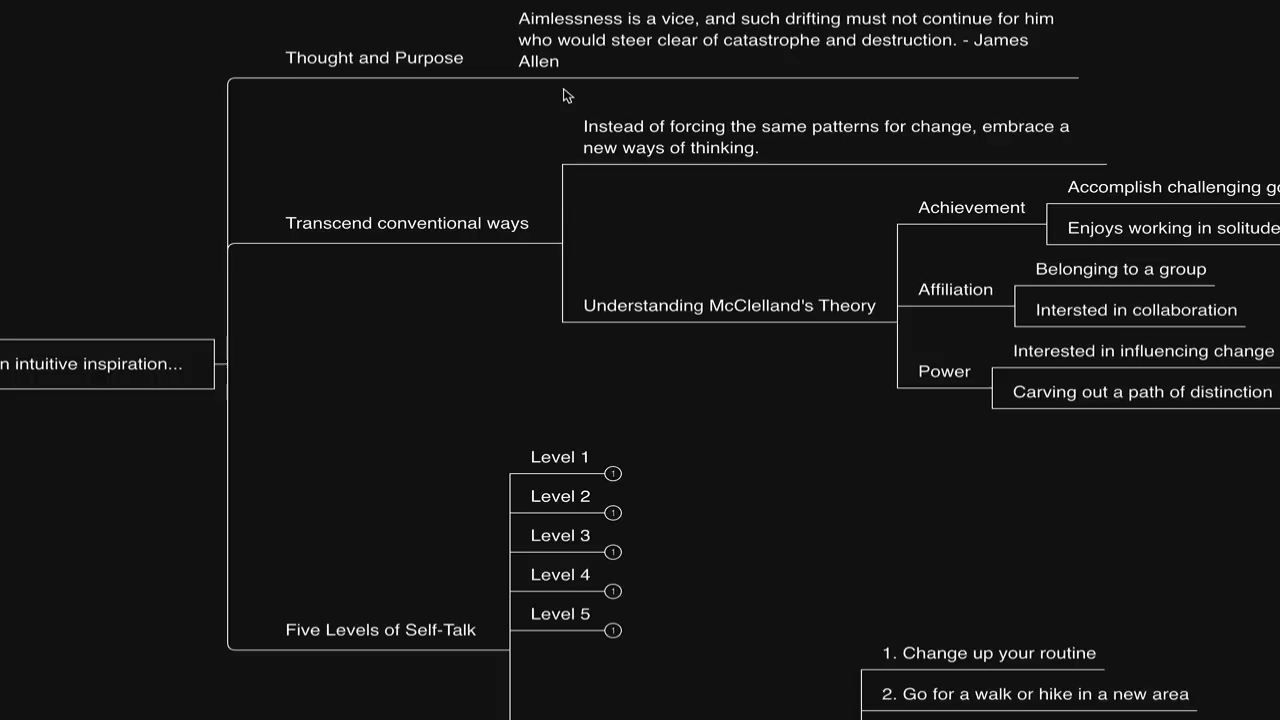 Aimlessness is a vice, and such drifting must not continue for him
who would steer clear of catastrophe and destruction. - James
Allen
Thought and Purpose
Instead of forcing the same patterns for change, embrace a
new ways of thinking.
Transcend conventional ways
Understanding McClelland's Theory
Achievement
Accomplish challenging
Enjoys working in solitude
Affiliation
Belonging to a group
Intersted in collaboration
Power
Interested in influencing change
Carving out a path of distinction
intuitive inspiration...
Level 1
1
Level 2
1
Level 3
1
Level 4
1
Level 5
1
Five Levels of Self-Talk
1. Change up your routine
2. Go for a walk or hike in a new area